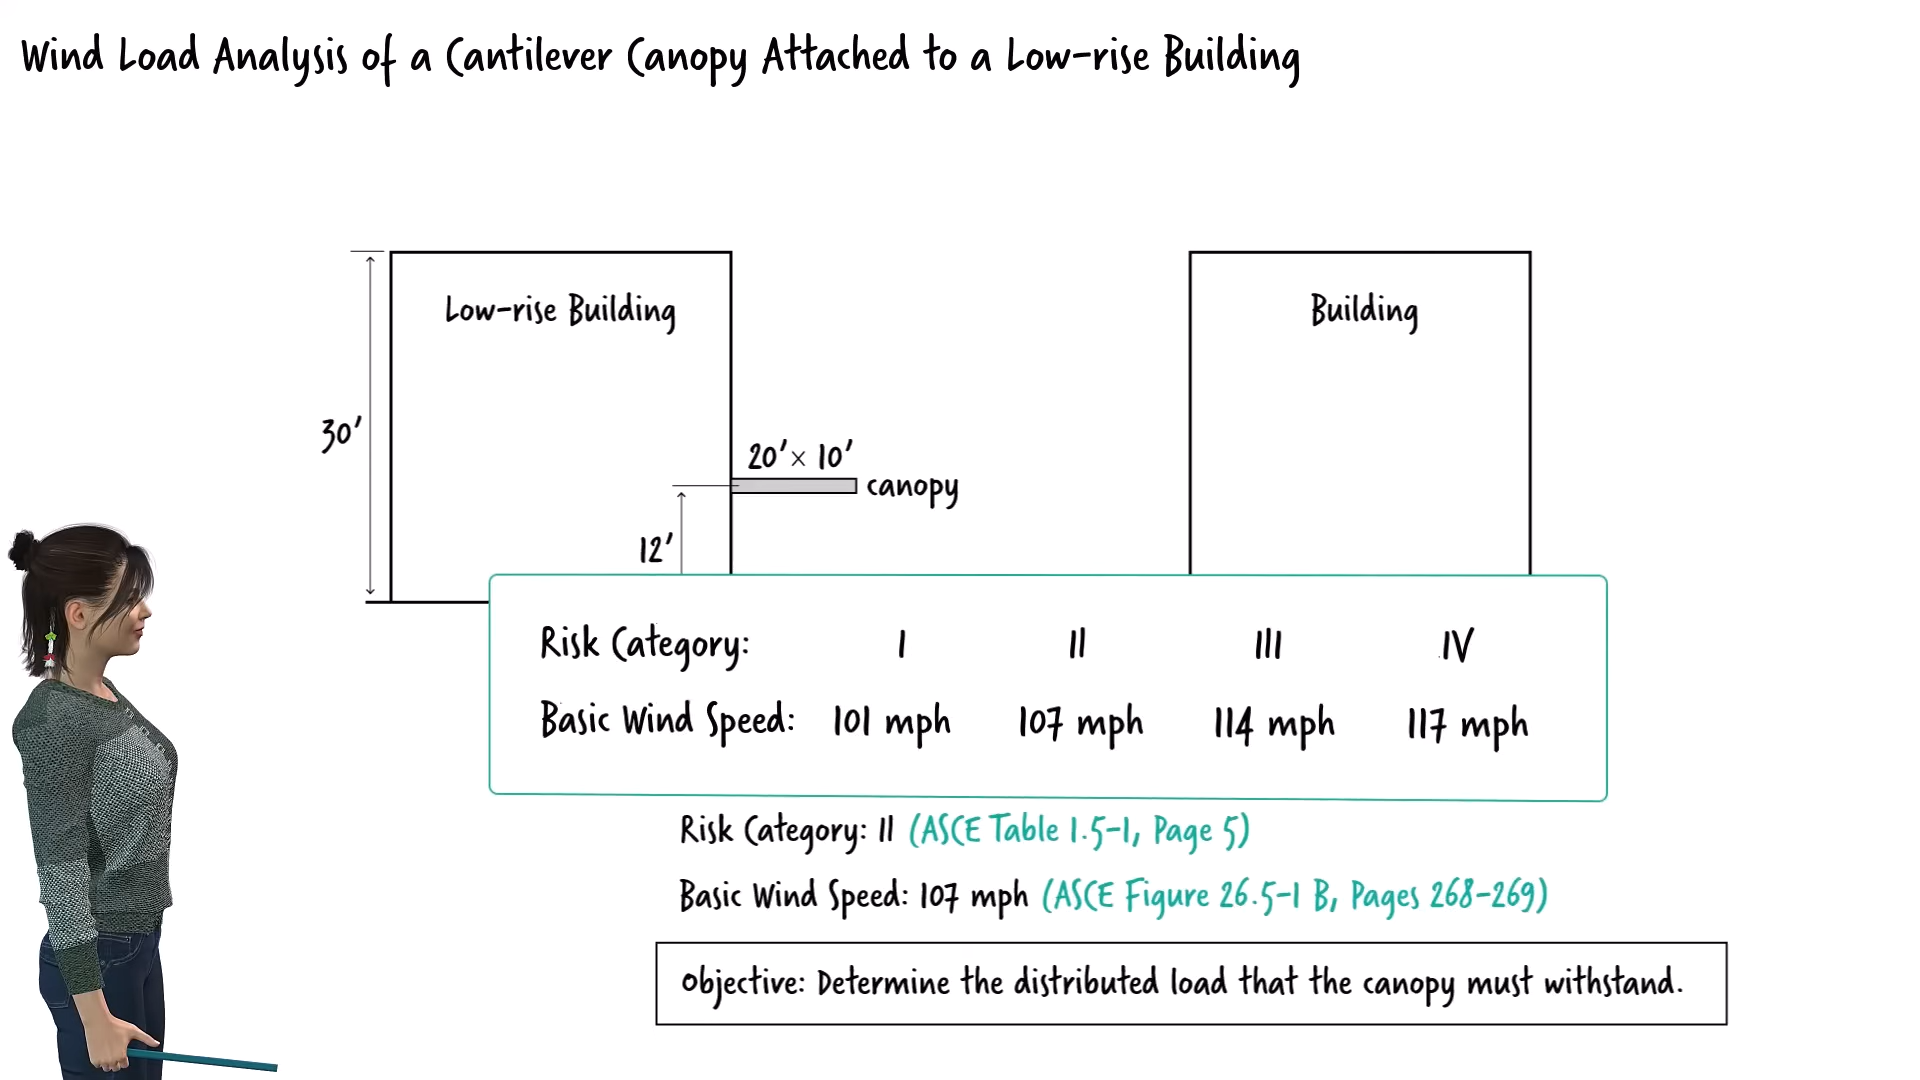 Wind Load Analysis of a Cantilever Canopy Attached to a Low-rise Building
Low-rise Building
Building
30'
20' × 10'
canopy
12'
Risk Category: I II III IV
Basic Wind Speed: 101 mph 107 mph 114 mph 117 mph
Risk Category: II (ASCE Table 1.5-1, Page 5)
Basic Wind Speed: 107 mph (ASCE Figure 26.5-1 B, Pages 268-269)
Objective: Determine the distributed load that the canopy must withstand.